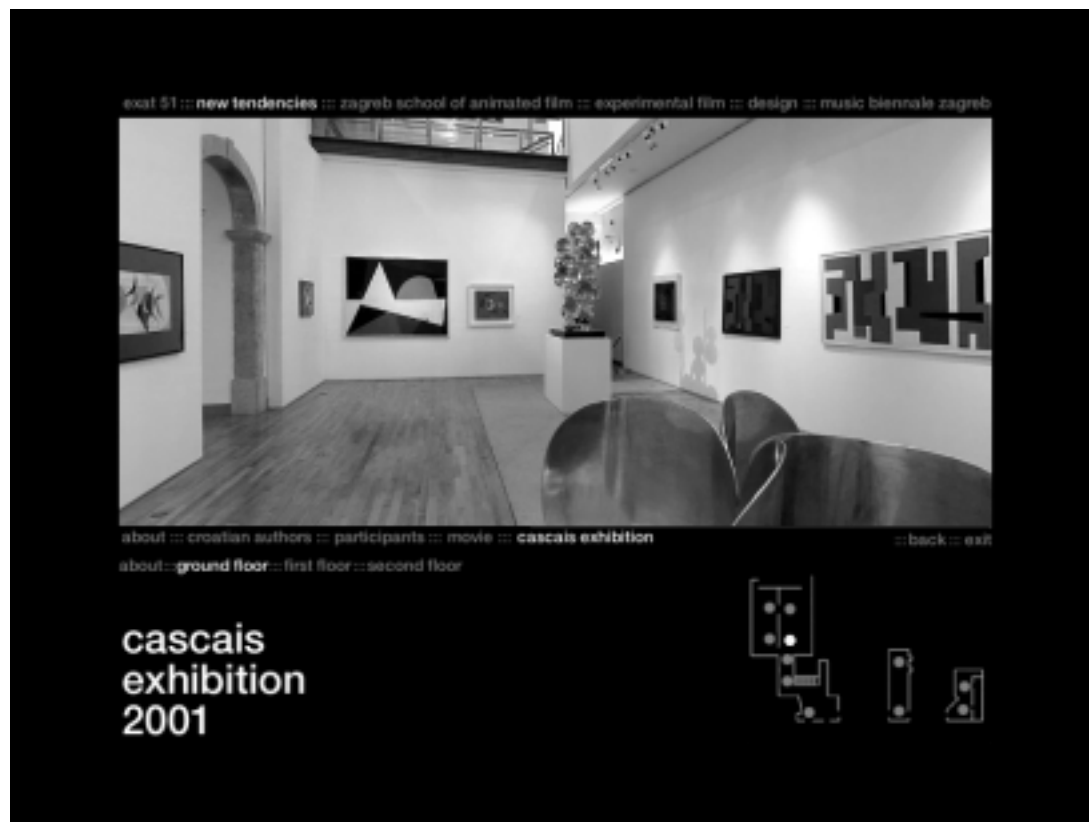 exat 51 ::: new tendencies ::: zagreb school of animated film ::: experimental film ::: design ::: music biennale zagreb
about ::: croatian authors ::: participants ::: movie ::: cascais exhibition ::: back ::: exit
about:::ground floor:::first floor:::second floor
cascais
exhibition
2001